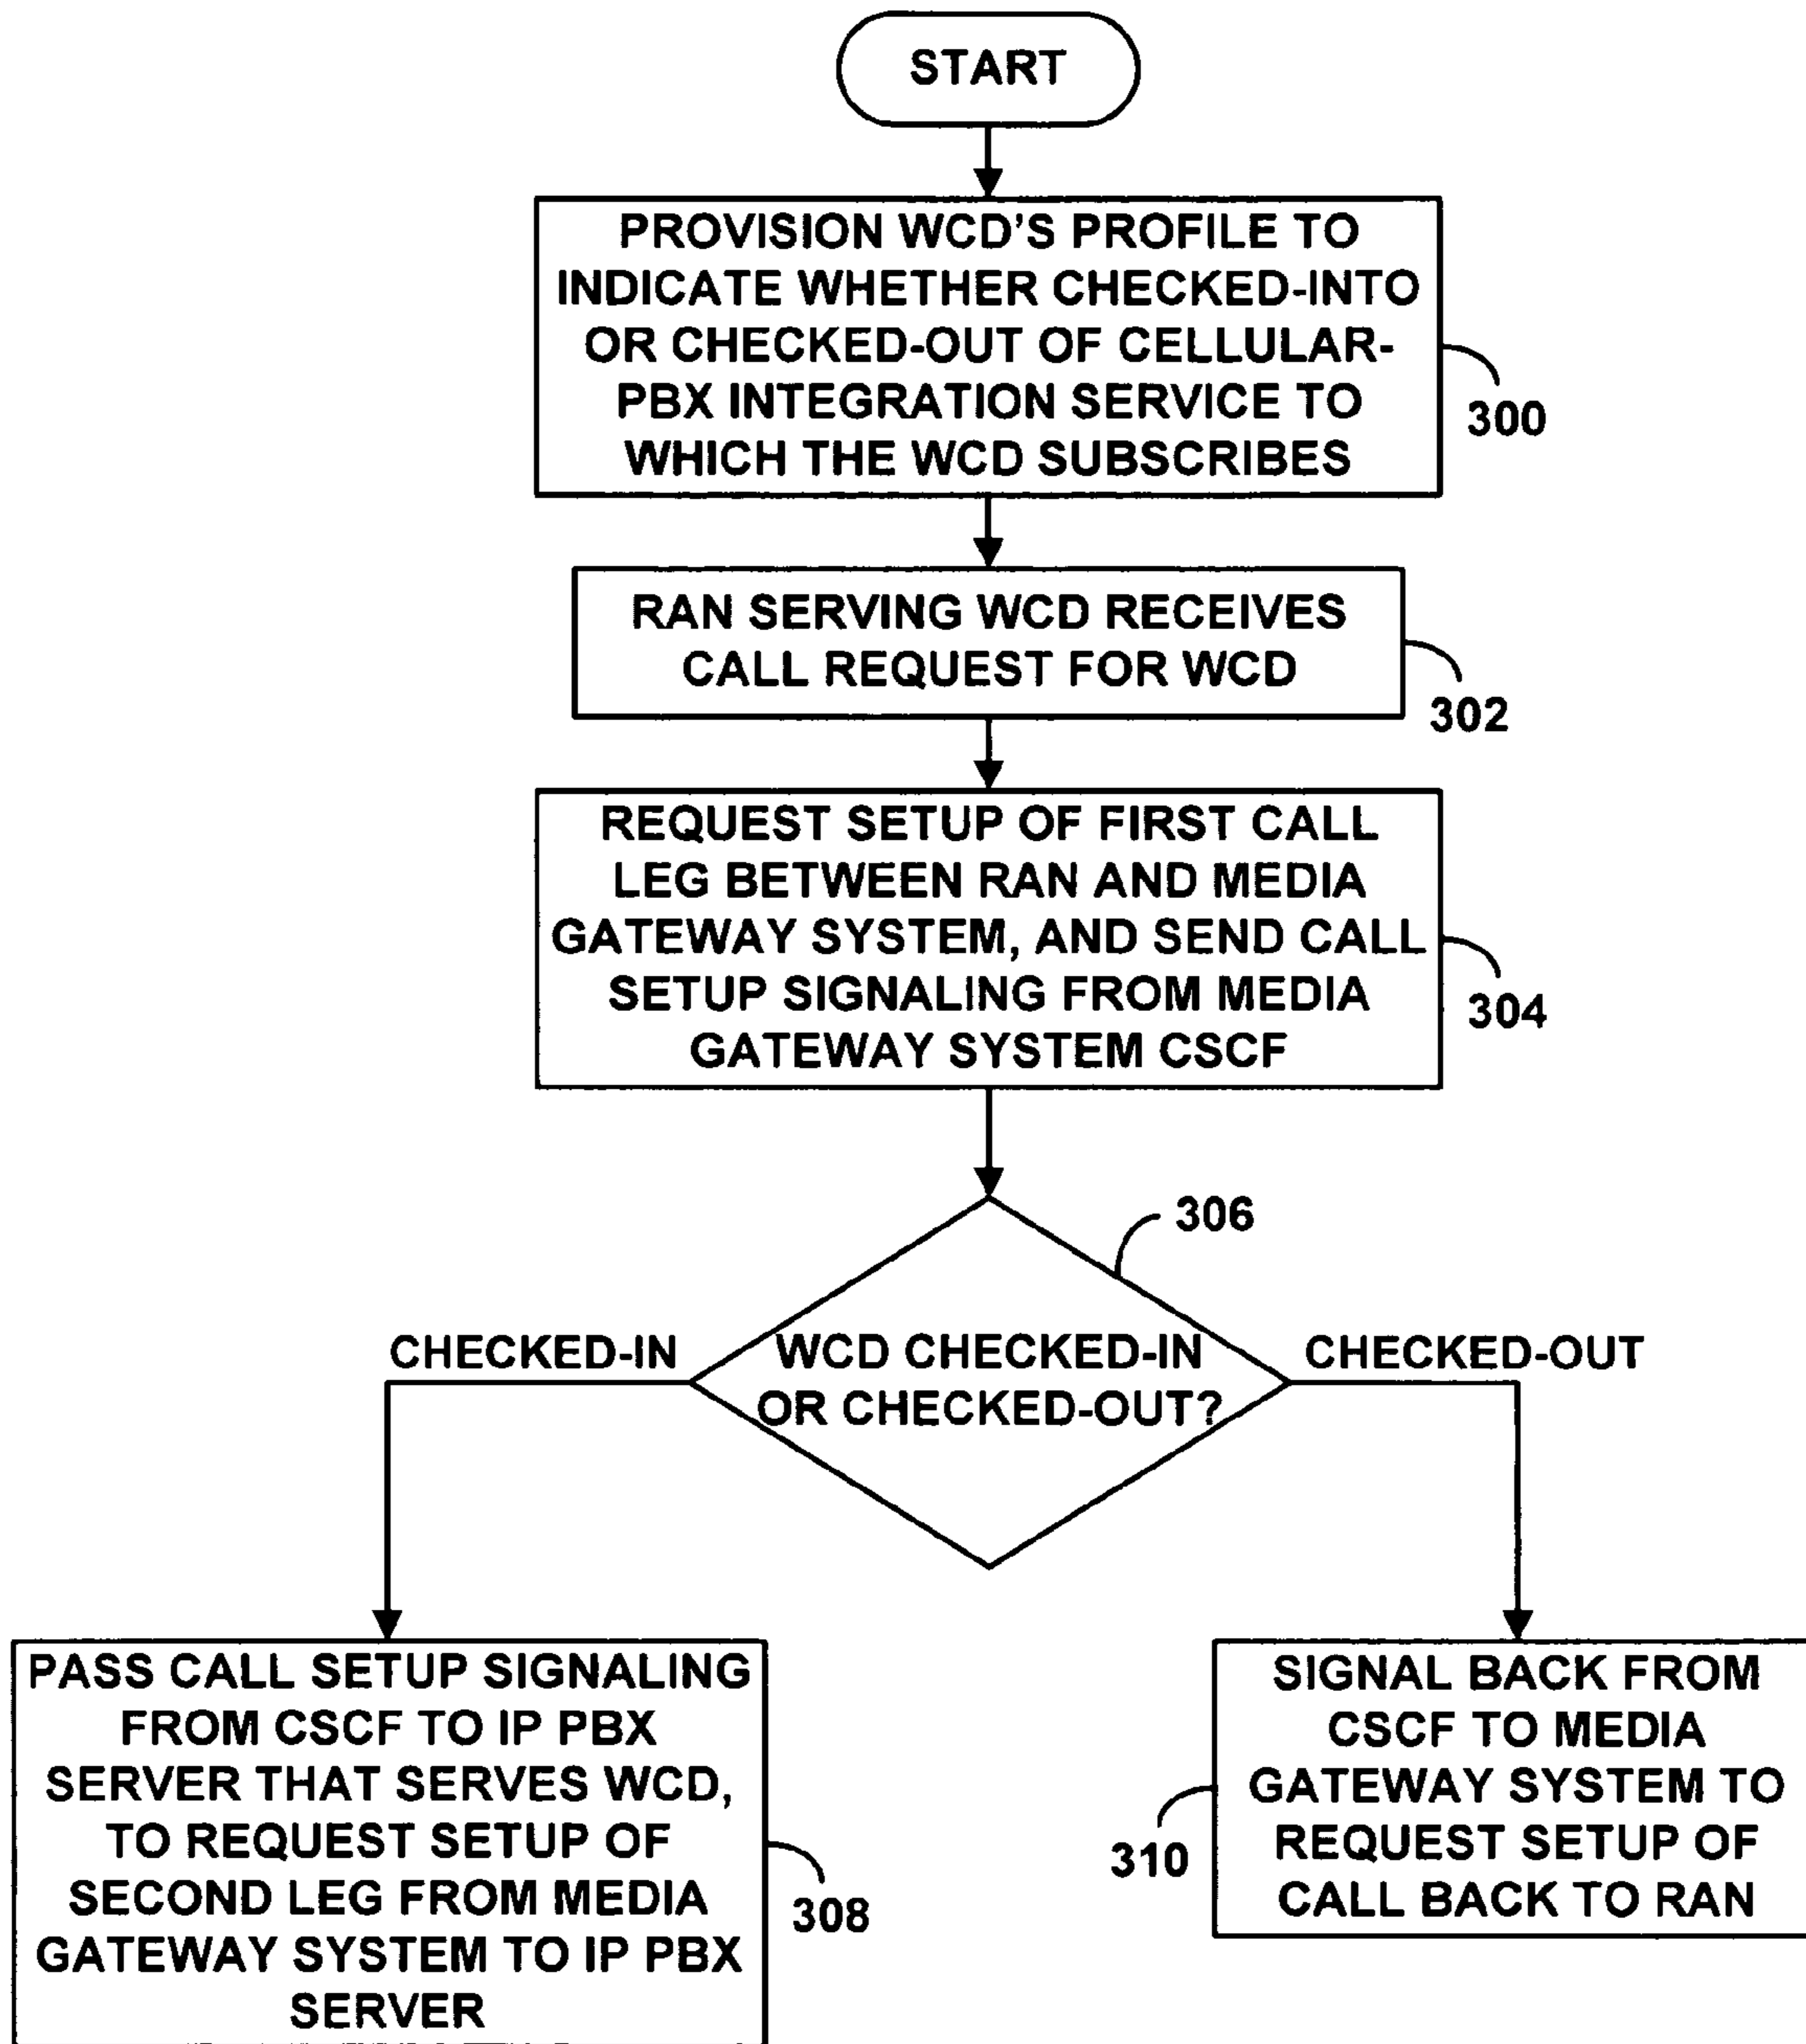 START
PROVISION WCD'S PROFILE TO
INDICATE WHETHER CHECKED-INTO
OR CHECKED-OUT OF CELLULAR-
PBX INTEGRATION SERVICE TO
WHICH THE WCD SUBSCRIBES
300
RAN SERVING WCD RECEIVES
CALL REQUEST FOR WCD
302
REQUEST SETUP OF FIRST CALL
LEG BETWEEN RAN AND MEDIA
GATEWAY SYSTEM, AND SEND CALL
SETUP SIGNALING FROM MEDIA
GATEWAY SYSTEM CSCF
304
306
WCD CHECKED-IN
OR CHECKED-OUT?
CHECKED-IN
CHECKED-OUT
PASS CALL SETUP SIGNALING
FROM CSCF TO IP PBX
SERVER THAT SERVES WCD,
TO REQUEST SETUP OF
SECOND LEG FROM MEDIA
GATEWAY SYSTEM TO IP PBX
SERVER
308
SIGNAL BACK FROM
CSCF TO MEDIA
GATEWAY SYSTEM TO
REQUEST SETUP OF
CALL BACK TO RAN
310